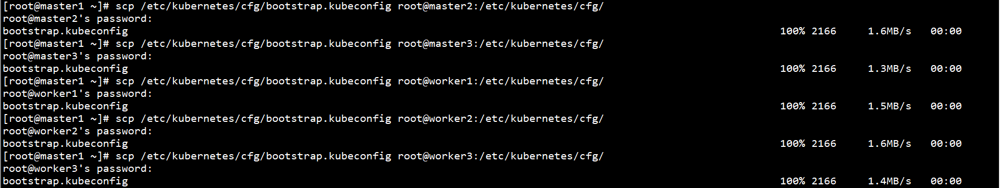 [root@master1 ~]# scp /etc/kubernetes/cfg/bootstrap.kubeconfig root@master2:/etc/kubernetes/cfg/
root@master2's password:
bootstrap.kubeconfig 100% 2166 1.6MB/s 00:00
[root@master1 ~]# scp /etc/kubernetes/cfg/bootstrap.kubeconfig root@master3:/etc/kubernetes/cfg/
root@master3's password:
bootstrap.kubeconfig 100% 2166 1.3MB/s 00:00
[root@master1 ~]# scp /etc/kubernetes/cfg/bootstrap.kubeconfig root@worker1:/etc/kubernetes/cfg/
root@worker1's password:
bootstrap.kubeconfig 100% 2166 1.5MB/s 00:00
[root@master1 ~]# scp /etc/kubernetes/cfg/bootstrap.kubeconfig root@worker2:/etc/kubernetes/cfg/
root@worker2's password:
bootstrap.kubeconfig 100% 2166 1.6MB/s 00:00
[root@master1 ~]# scp /etc/kubernetes/cfg/bootstrap.kubeconfig root@worker3:/etc/kubernetes/cfg/
root@worker3's password:
bootstrap.kubeconfig 100% 2166 1.4MB/s 00:00